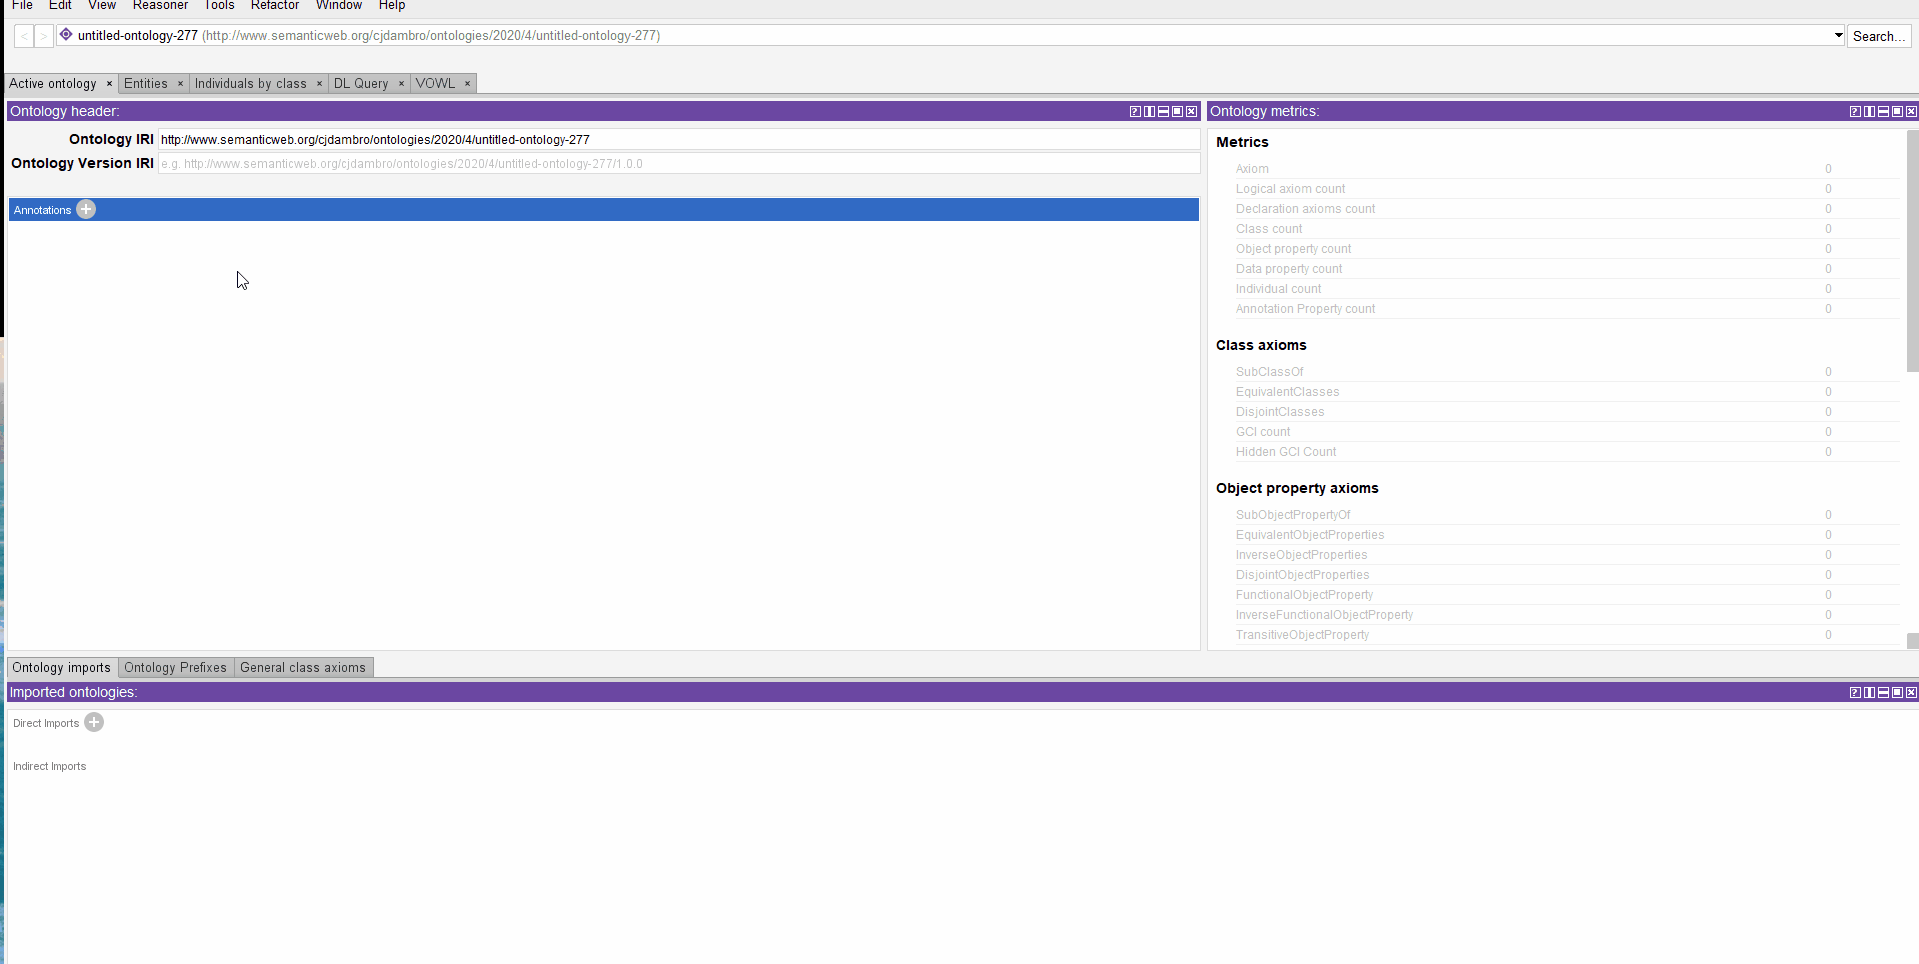 File Edit View Reasoner Tools Refactor Window Help
< > untitled-ontology-277 (http://www.semanticweb.org/cjdambro/ontologies/2020/4/untitled-ontology-277) Search...
Active ontology × Entities × Individuals by class × DL Query × VOWL ×
Ontology header:
Ontology IRI http://www.semanticweb.org/cjdambro/ontologies/2020/4/untitled-ontology-277
Ontology Version IRI e.g. http://www.semanticweb.org/cjdambro/ontologies/2020/4/untitled-ontology-277/1.0.0
Annotations
Ontology metrics:
Metrics
Axiom 0
Logical axiom count 0
Declaration axioms count 0
Class count 0
Object property count 0
Data property count 0
Individual count 0
Annotation Property count 0
Class axioms
SubClassOf 0
EquivalentClasses 0
DisjointClasses 0
GCI count 0
Hidden GCI Count 0
Object property axioms
SubObjectPropertyOf 0
EquivalentObjectProperties 0
InverseObjectProperties 0
DisjointObjectProperties 0
FunctionalObjectProperty 0
InverseFunctionalObjectProperty 0
TransitiveObjectProperty 0
Ontology imports Ontology Prefixes General class axioms
Imported ontologies:
Direct Imports
Indirect Imports